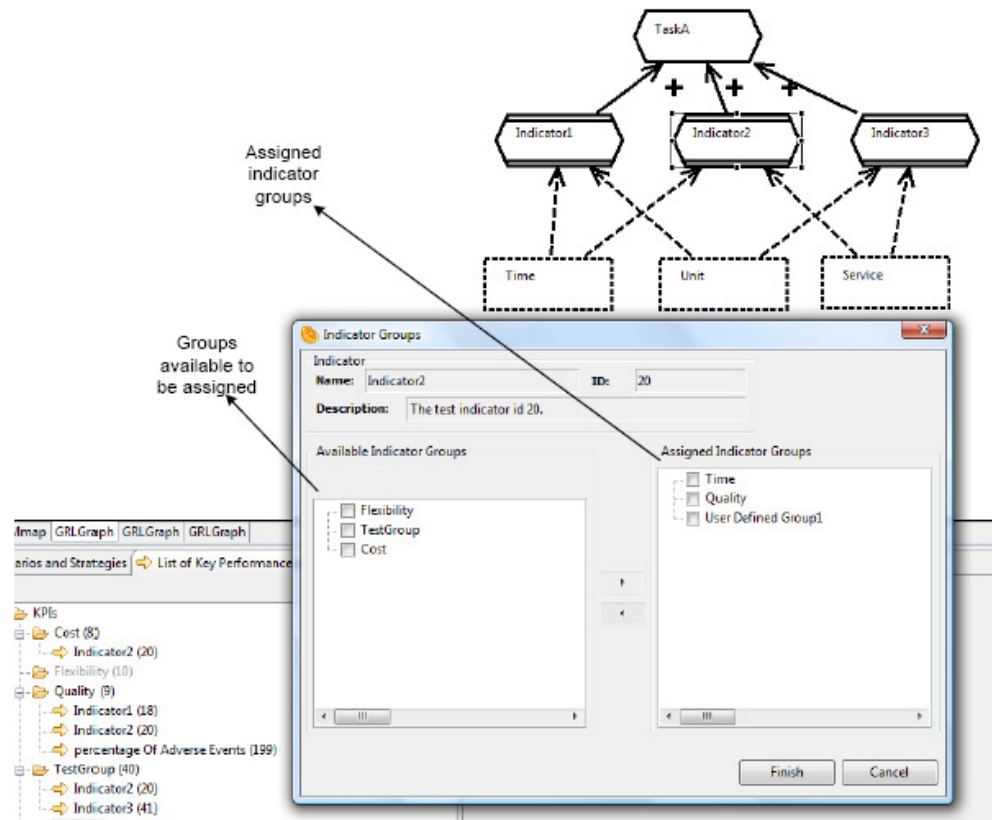 TaskA
+ + +
Indicator1 Indicator2 Indicator3
Assigned
indicator
groups
Time Unit Service
Groups
available to
be assigned
Indicator Groups
Indicator
Name: Indicator2 ID: 20
Description: The test indicator id 20.
Available Indicator Groups Assigned Indicator Groups
Flexibility
TestGroup
Cost
Time
Quality
User Defined Group1
Finish Cancel
GRLGraph GRLGraph GRLGraph
arios and Strategies List of Key Performance
KPIs
Cost (8)
Indicator2 (20)
Flexibility (10)
Quality (9)
Indicator1 (18)
Indicator2 (20)
percentage Of Adverse Events (199)
TestGroup (40)
Indicator2 (20)
Indicator3 (41)